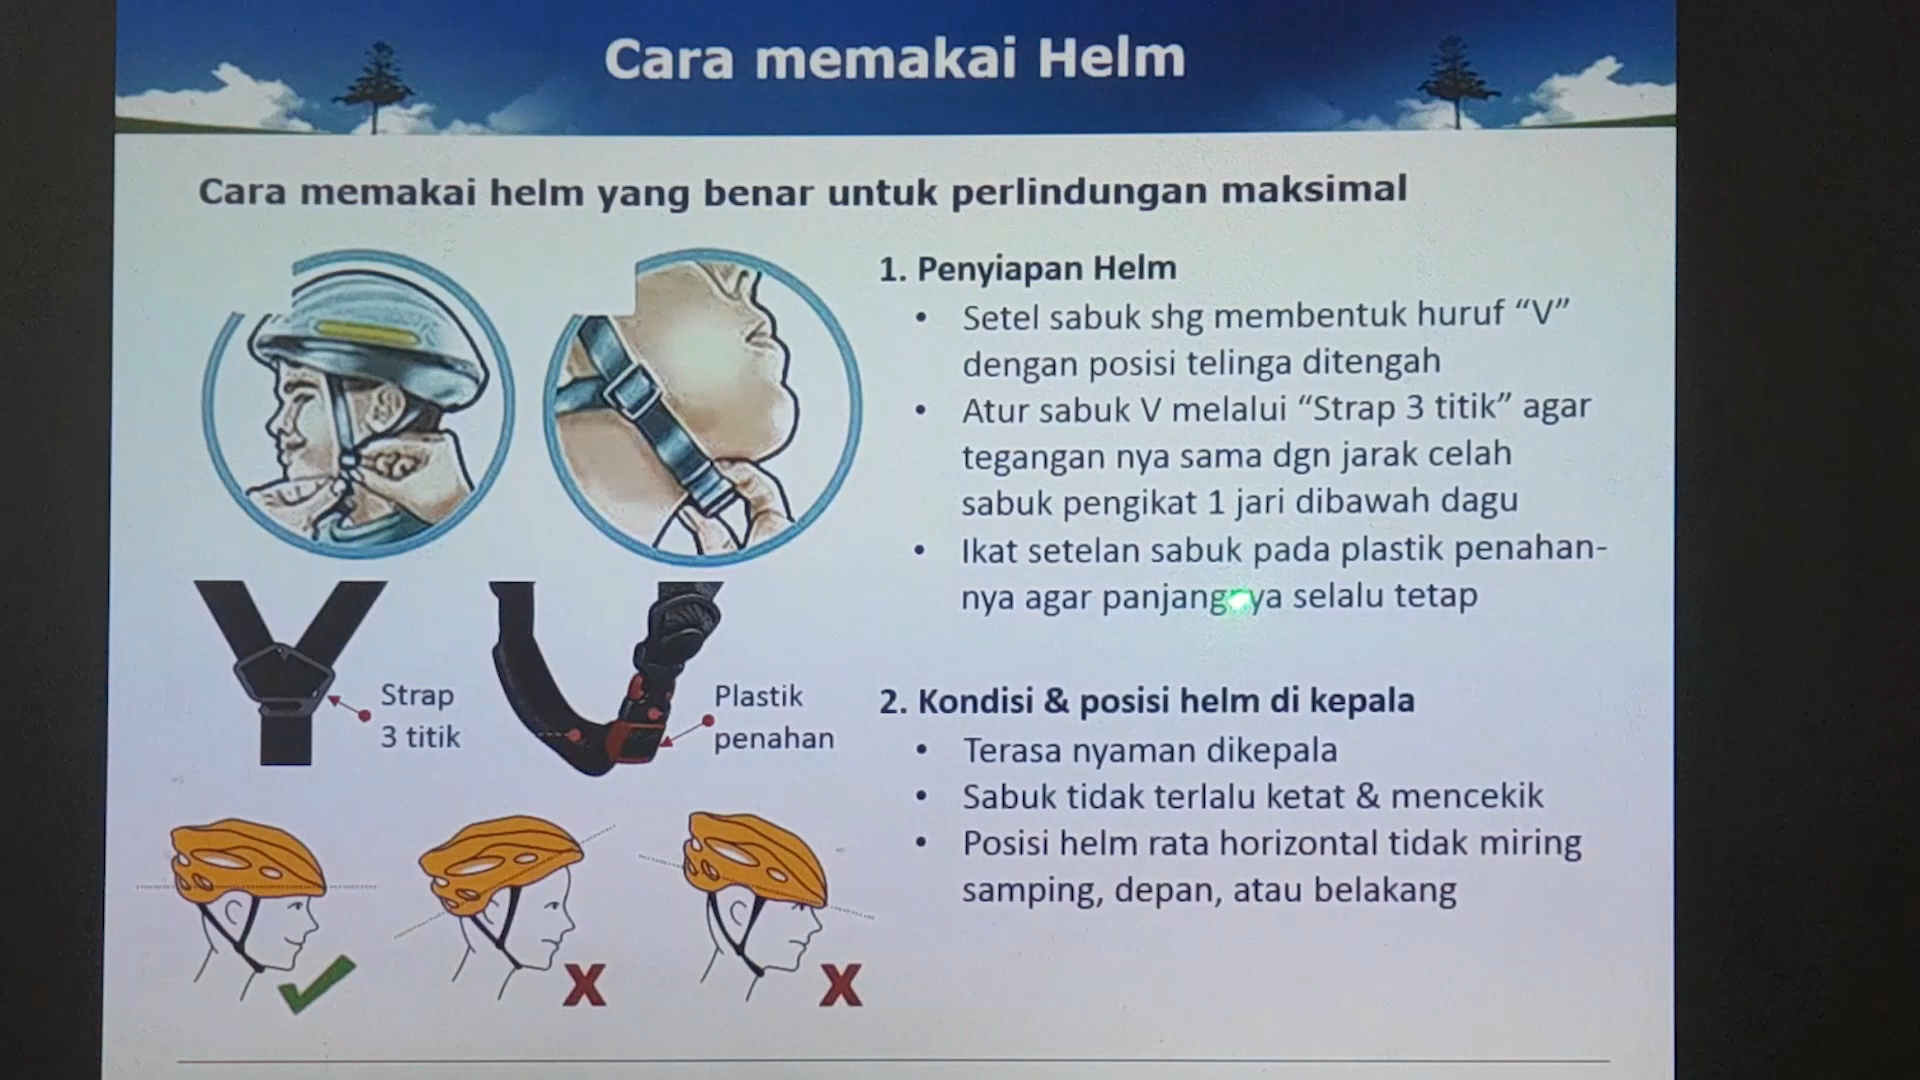 Cara memakai Helm
Cara memakai helm yang benar untuk perlindungan maksimal
1. Penyiapan Helm
• Setel sabuk shg membentuk huruf “V”
dengan posisi telinga ditengah
• Atur sabuk V melalui “Strap 3 titik” agar
tegangan nya sama dgn jarak celah
sabuk pengikat 1 jari dibawah dagu
• Ikat setelan sabuk pada plastik penahan-
nya agar panjangnya selalu tetap
Strap
3 titik
Plastik
penahan
2. Kondisi & posisi helm di kepala
• Terasa nyaman dikepala
• Sabuk tidak terlalu ketat & mencekik
• Posisi helm rata horizontal tidak miring
samping, depan, atau belakang
X
X